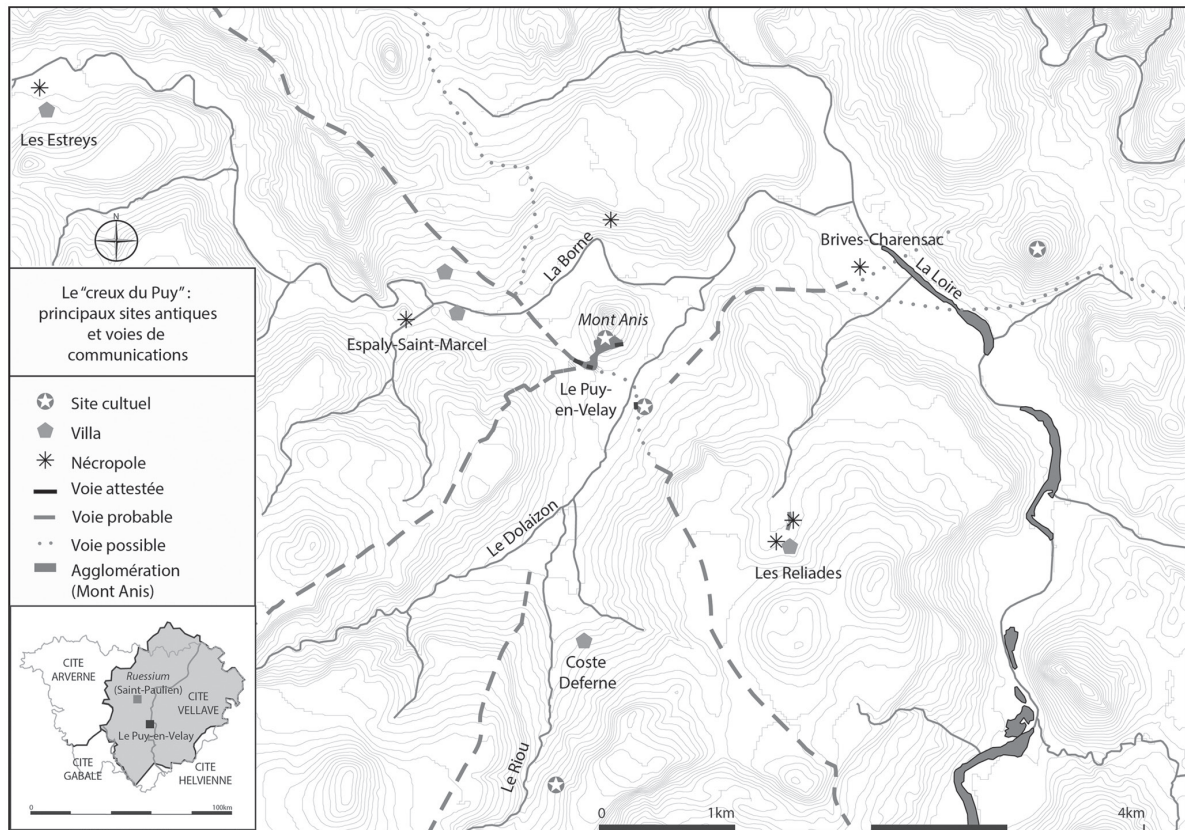 Les Estreys
N
Le "creux du Puy" :
principaux sites antiques
et voies de
communications
Site cultuel
Villa
Nécropole
Voie attestée
Voie probable
Voie possible
Agglomération
(Mont Anis)
CITE
ARVERNE
Ruessium
(Saint-Paulien)
CITE
VELLAVE
Le Puy-en-Velay
CITE
GABALE
CITE
HELVIENNE
0
100km
La Borne
Brives-Charensac
La Loire
Mont Anis
Espaly-Saint-Marcel
Le Puy-
en-Velay
Le Dolaizon
Les Reliades
Coste
Deferne
Le Riou
0
1km
4km